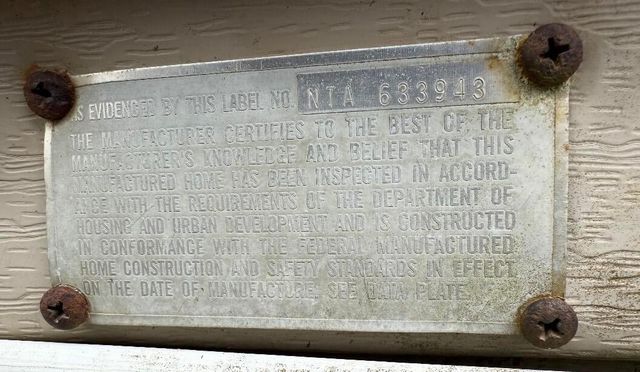 AS EVIDENCED BY THIS LABEL NO. NTA 633943
THE MANUFACTURER CERTIFIES TO THE BEST OF THE
MANUFACTURER'S KNOWLEDGE AND BELIEF THAT THIS
MANUFACTURED HOME HAS BEEN INSPECTED IN ACCORD-
ANCE WITH THE REQUIREMENTS OF THE DEPARTMENT OF
HOUSING AND URBAN DEVELOPMENT AND IS CONSTRUCTED
IN CONFORMANCE WITH THE FEDERAL MANUFACTURED
HOME CONSTRUCTION AND SAFETY STANDARDS IN EFFECT
ON THE DATE OF MANUFACTURE. SEE DATA PLATE.